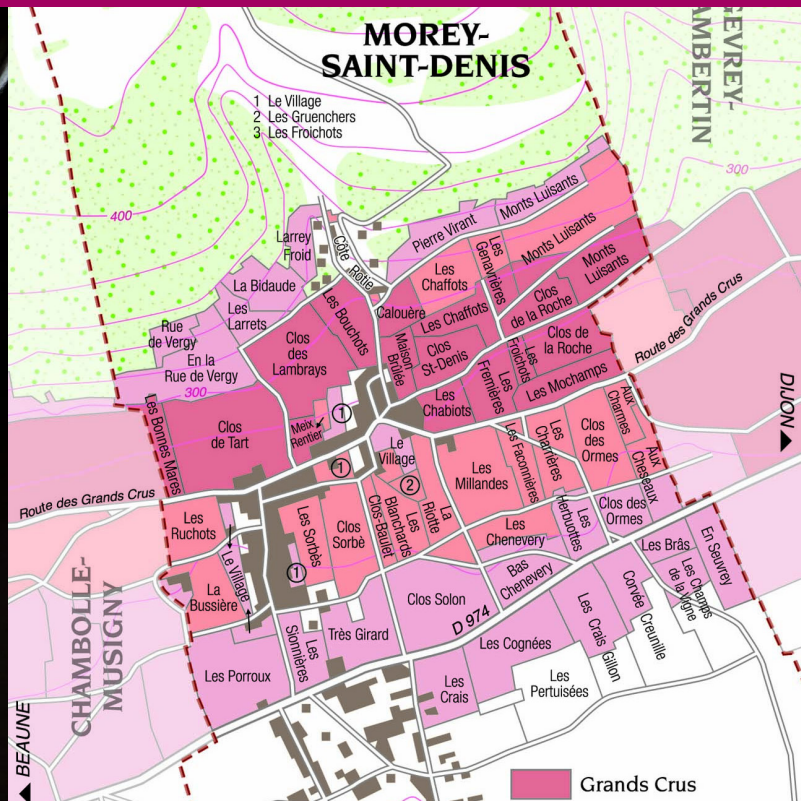 MOREY-
SAINT-DENIS
GEVREY-
AMBERTIN
1 Le Village
2 Les Gruenchers
3 Les Froichots
300
400
Larrey
Froid
Côte Rôtie
Pierre Virant
Monts Luisants
Les
Genavrières
Monts Luisants
Monts
Luisants
Les
Chaffots
La Bidaude
Les
Larrets
Les Bouchots
Calouère
Les Chaffots
Clos
de la Roche
Rue
de Vergy
En la
Rue de Vergy
Clos
des
Lambrays
Maison
Brûlée
Clos
St-Denis
Les
Froichots
Clos de
la Roche
Route des Grands Crus
300
Les
Fremières
Les Mochamps
Les
Chabiots
Les Bonnes Mares
Clos
de Tart
Meix
Rentier
1
Le
Village
1
2
Aux
Charmes
Clos
des
Ormes
Les
Charrières
Les Faconnières
Les
Millandes
Aux
Cheseaux
DIJON
Route des Grands Crus
Les
Ruchots
Les Sorbès
Clos
Sorbè
Clos-Baulet
Les
Blanchards
La
Riotte
Les
Chenevery
Les
Herbuottes
Clos des
Ormes
Les Brâs
En Seuvrey
Le Village
1
La
Bussière
Bas
Chenevery
Les Champs
de la Vigne
Clos Solon
D 974
Corvée
Creunille
Les Crais
Gillon
CHAMBOLLE-
MUSIGNY
Les
Sionnières
Très Girard
Les Cognées
Les Porroux
Les
Crais
Les
Pertuisées
BEAUNE
Grands Crus